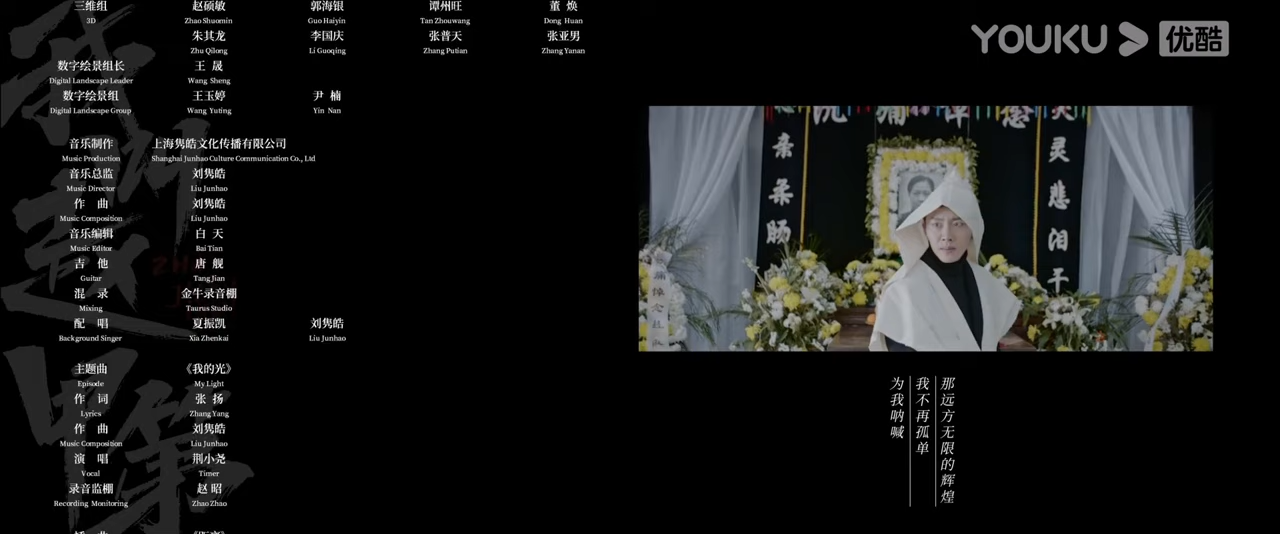 三维组 赵硕敏 郭海银 谭州旺 董 焕
3D Zhao Shuomin Guo Haiyin Tan Zhouwang Dong Huan
朱其龙 李国庆 张普天 张亚男
Zhu Qilong Li Guoqing Zhang Putian Zhang Yanan
数字绘景组长 王 晟
Digital Landscape Leader Wang Sheng
数字绘景组 王玉婷 尹 楠
Digital Landscape Group Wang Yuting Yin Nan
音乐制作 上海隽皓文化传播有限公司
Music Production Shanghai Junhao Culture Communication Co., Ltd
音乐总监 刘隽皓
Music Director Liu Junhao
作 曲 刘隽皓
Music Composition Liu Junhao
音乐编辑 白 天
Music Editor Bai Tian
吉 他 唐 舰
Guitar Tang Jian
混 录 金牛录音棚
Mixing Taurus Studio
配 唱 夏振凯 刘隽皓
Background Singer Xia Zhenkai Liu Junhao
主题曲 《我的光》
Episode My Light
作 词 张 扬
Lyrics Zhang Yang
作 曲 刘隽皓
Music Composition Liu Junhao
演 唱 荆小尧
Vocal Timer
录音监棚 赵 昭
Recording Monitoring Zhao Zhao
YOUKU 优酷
亲柔肠
灵悲泪干
那远方无限的辉煌
我不再孤单
为我呐喊